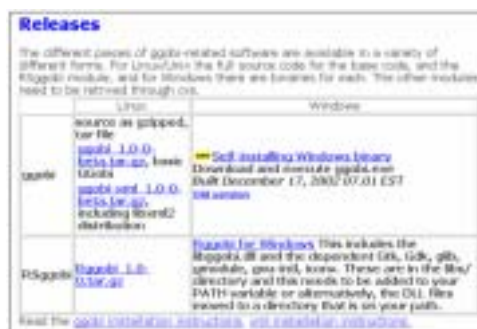 Releases
The different pieces of ggobi-related software are available in a variety of
different forms. For Linux/Unix the full source code for the base code, and the
RSggobi module, and for Windows there are binaries for each. The other modules
need to be retrived through cvs.
Linux Windows
ggobi
source as gzipped,
tar file
ggobi 1.0-0-
beta.tar.gz, basic
ggobi
ggobi-xml 1.0-0-
beta.tar.gz,
including libxml2
distribution
Self installing Windows binary
Download and execute ggobi.exe
Built December 17, 2002 07.01 EST
RSggobi
Rggobi 1.0-
0.tar.gz
Rggobi for Windows This includes the
libggobi.dll and the dependent Gtk, Gdk, glib,
gmodule, gnu-intl, iconv. These are in the libs/
directory and this needs to be added to your
PATH variable or alternatively, the DLL files
moved to a directory that is on your path.
Read the ggobi installation instructions, xml installation instructions.